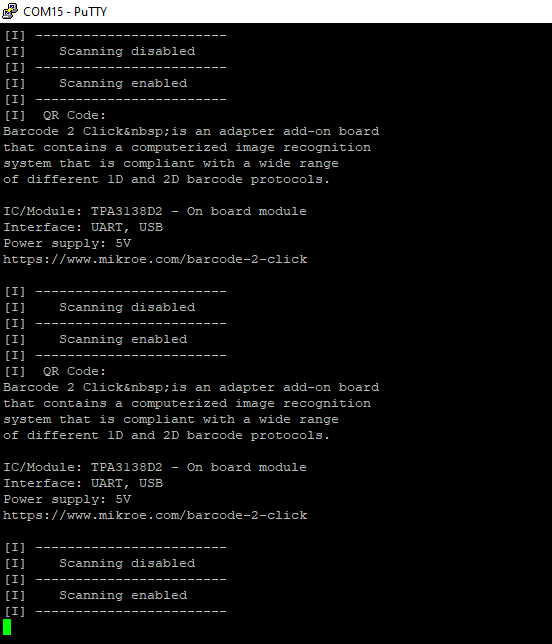 COM15 - PuTTY
[I] ------------------------
[I]    Scanning disabled
[I] ------------------------
[I]    Scanning enabled
[I] ------------------------
[I]  QR Code:
Barcode 2 Click&nbsp;is an adapter add-on board
that contains a computerized image recognition
system that is compliant with a wide range
of different 1D and 2D barcode protocols.

IC/Module: TPA3138D2 - On board module
Interface: UART, USB
Power supply: 5V
https://www.mikroe.com/barcode-2-click

[I] ------------------------
[I]    Scanning disabled
[I] ------------------------
[I]    Scanning enabled
[I] ------------------------
[I]  QR Code:
Barcode 2 Click&nbsp;is an adapter add-on board
that contains a computerized image recognition
system that is compliant with a wide range
of different 1D and 2D barcode protocols.

IC/Module: TPA3138D2 - On board module
Interface: UART, USB
Power supply: 5V
https://www.mikroe.com/barcode-2-click

[I] ------------------------
[I]    Scanning disabled
[I] ------------------------
[I]    Scanning enabled
[I] ------------------------